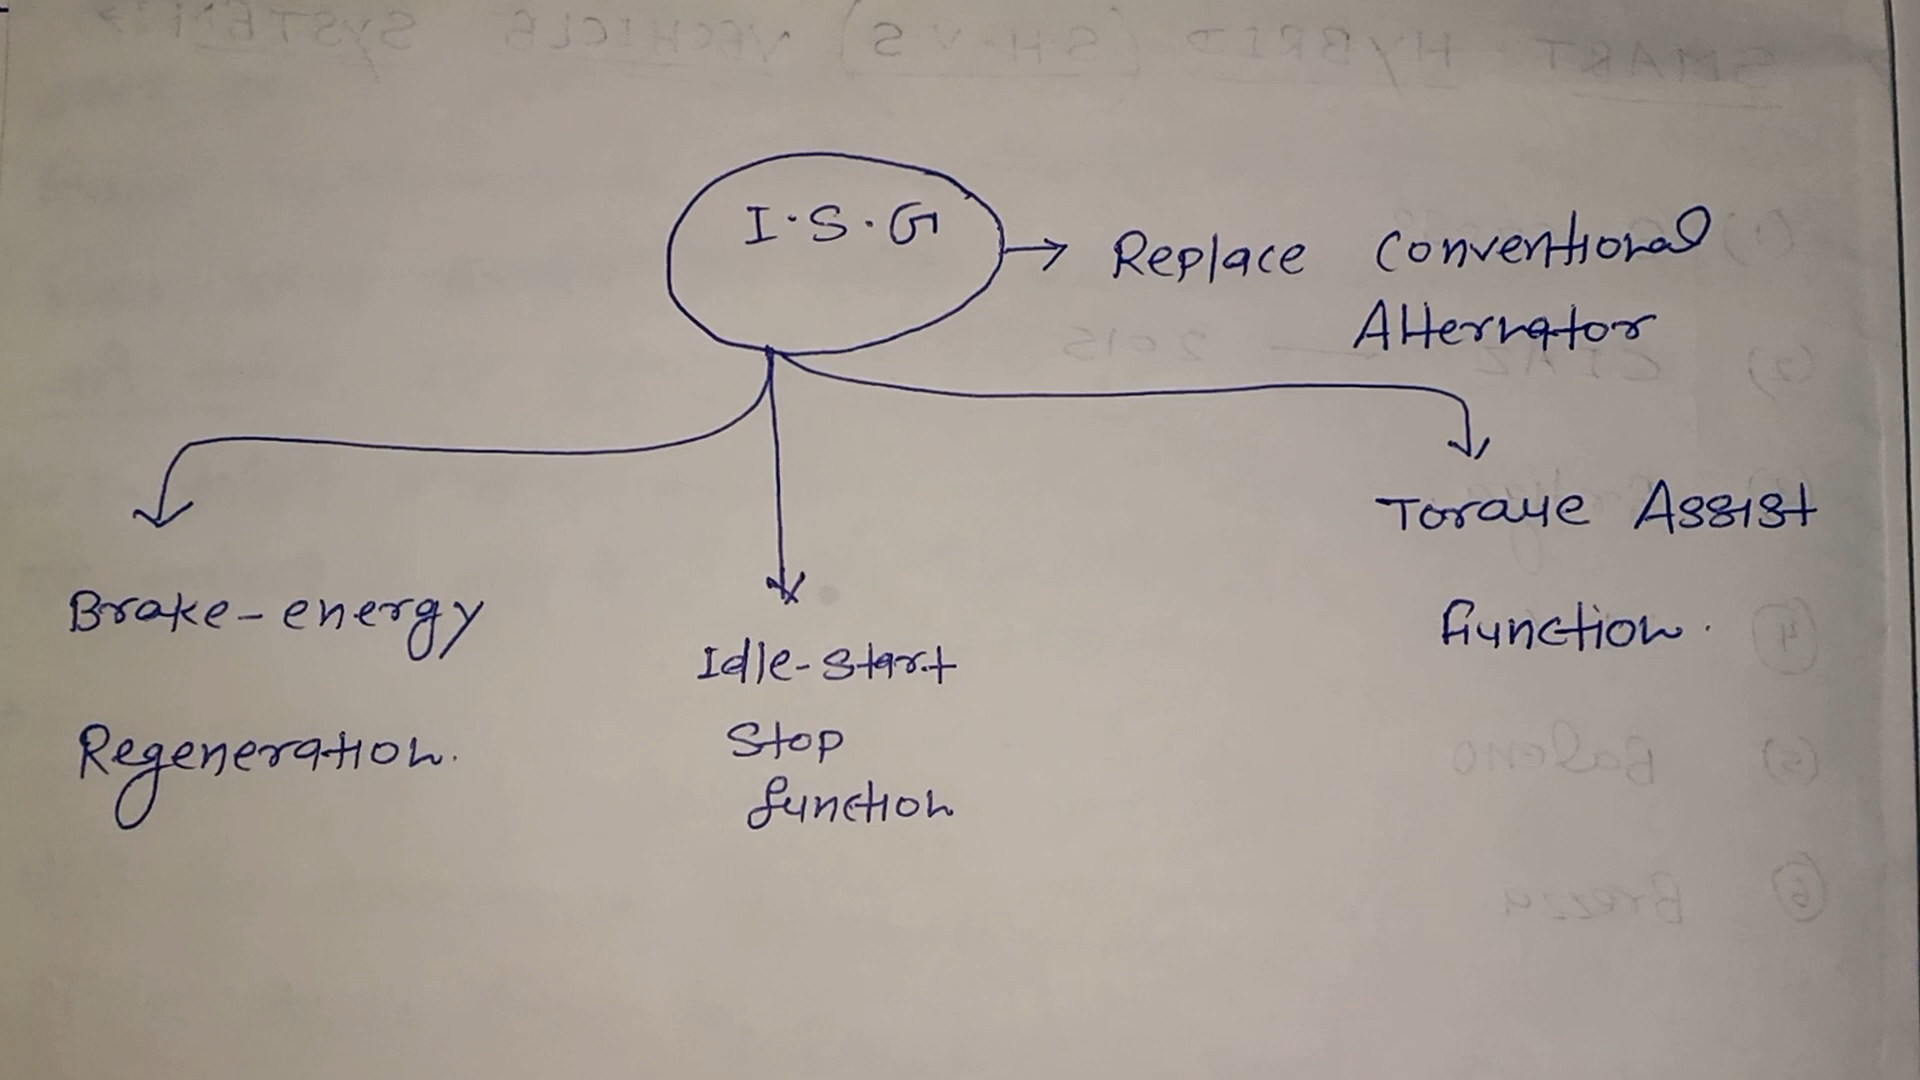 I.S.G → Replace Conventional
Alternator
Brake-energy
Regeneration.
Idle-Start
Stop
function
Torque Assist
function.